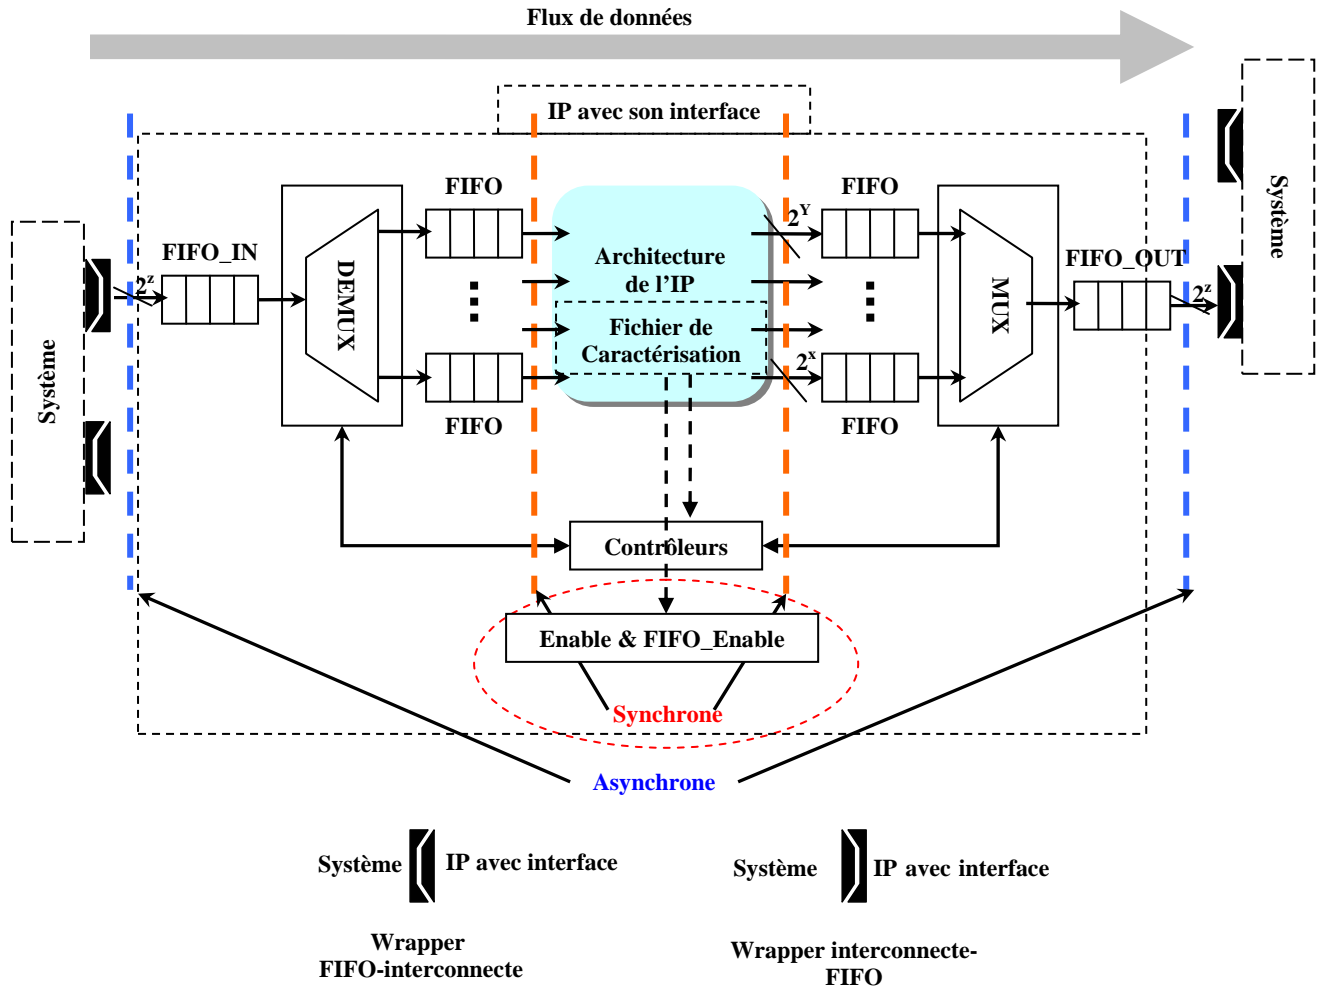 Flux de données
IP avec son interface
FIFO
FIFO
2^Y
Système
FIFO_IN
2^z
DEMUX
Architecture
de l’IP
MUX
FIFO_OUT
2^z
Fichier de
Caractérisation
2^x
Système
FIFO
FIFO
Contrôleurs
Enable & FIFO_Enable
Synchrone
Asynchrone
Système
IP avec interface
Système
IP avec interface
Wrapper
FIFO-interconnecte
Wrapper interconnecte-
FIFO